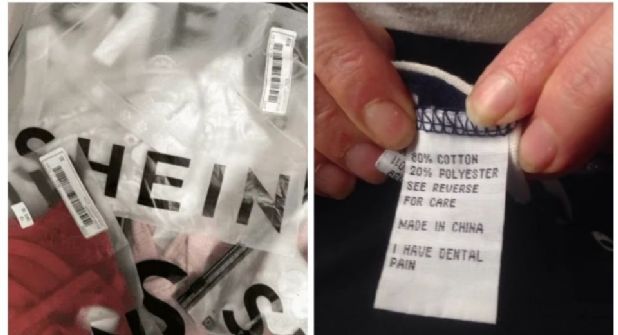 SHEIN
S
80% COTTON
20% POLYESTER
SEE REVERSE
FOR CARE
MADE IN CHINA
I HAVE DENTAL
PAIN